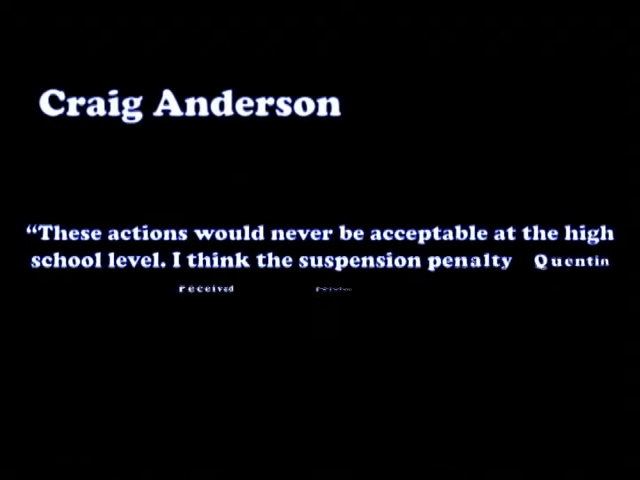 Craig Anderson
“These actions would never be acceptable at the high
school level. I think the suspension penalty Quentin
received